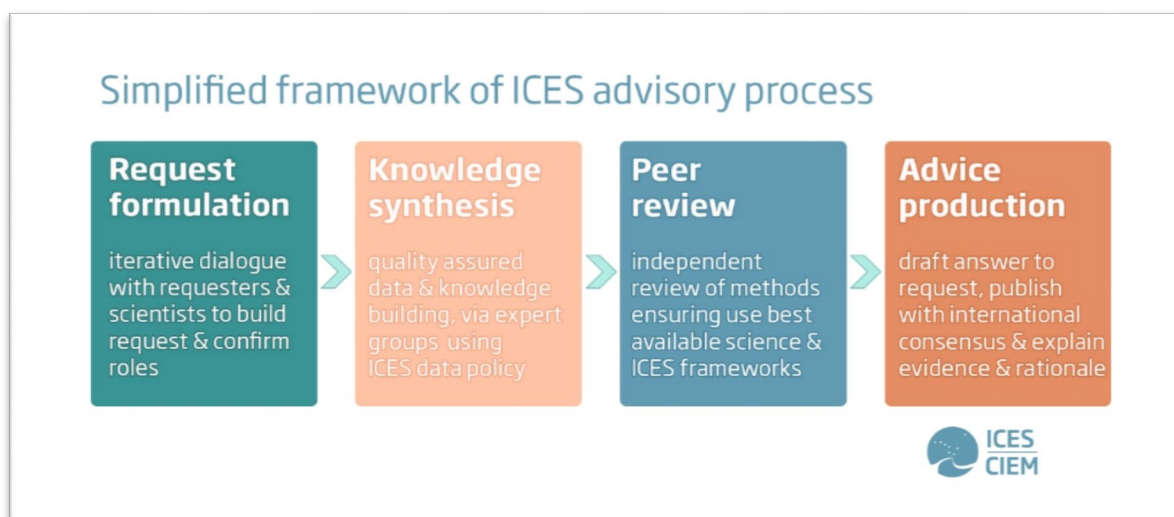 Simplified framework of ICES advisory process
Request
formulation
iterative dialogue
with requesters &
scientists to build
request & confirm
roles
Knowledge
synthesis
quality assured
data & knowledge
building, via expert
groups using
ICES data policy
Peer
review
independent
review of methods
ensuring use best
available science &
ICES frameworks
Advice
production
draft answer to
request, publish
with international
consensus & explain
evidence & rationale
ICES
CIEM